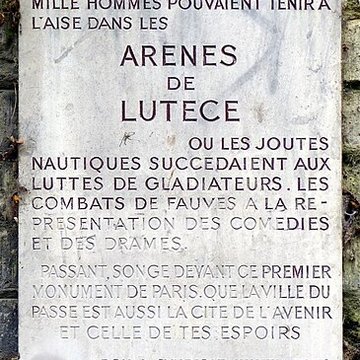 MILLE HOMMES POUVAIENT TENIR A
L'AISE DANS LES
ARENES
DE
LUTECE
OU LES JOUTES
NAUTIQUES SUCCEDAIENT AUX
LUTTES DE GLADIATEURS. LES
COMBATS DE FAUVES A LA RE-
PRESENTATION DES COMEDIES
ET DES DRAMES.
PASSANT, SONGE DEVANT CE PREMIER
MONUMENT DE PARIS. QUE LA VILLE DU
PASSE EST AUSSI LA CITE DE L'AVENIR
ET CELLE DE TES ESPOIRS